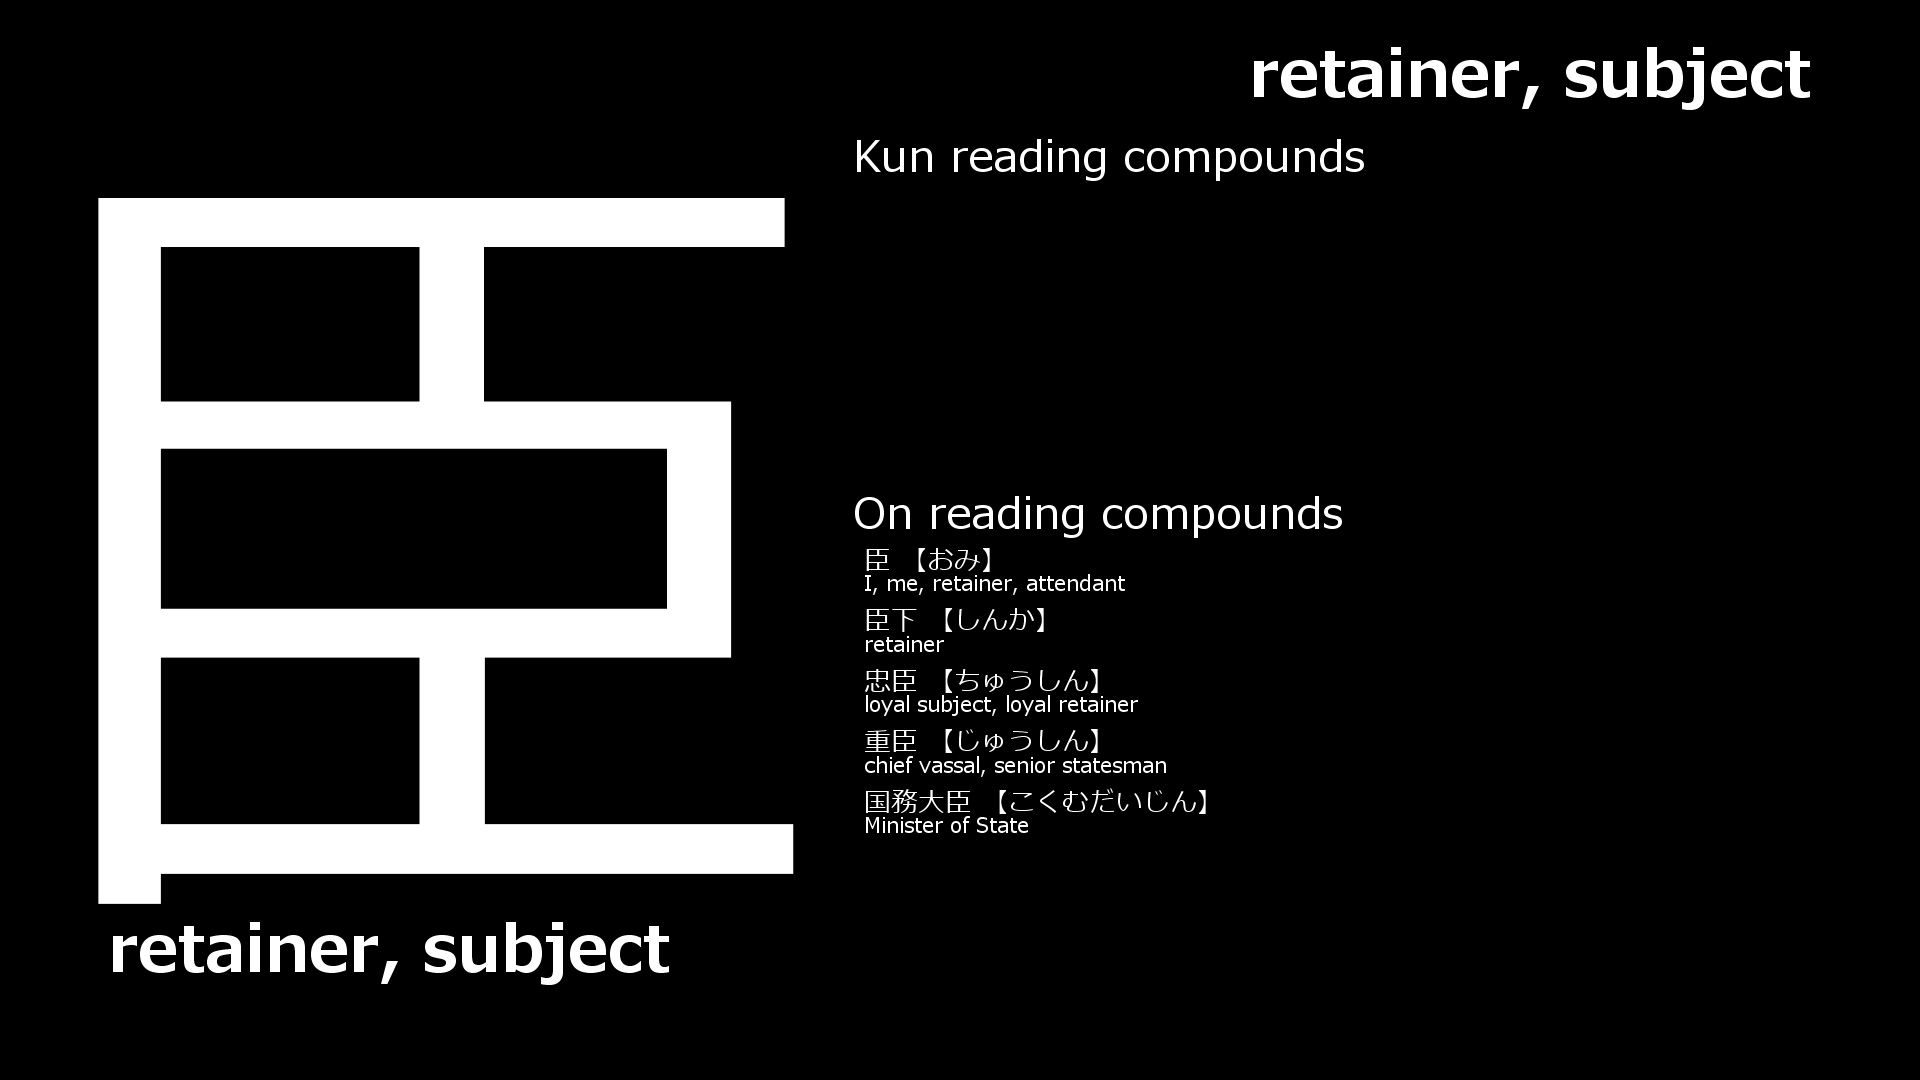 retainer, subject
Kun reading compounds
臣
On reading compounds
臣 【おみ】
I, me, retainer, attendant
臣下 【しんか】
retainer
忠臣 【ちゅうしん】
loyal subject, loyal retainer
重臣 【じゅうしん】
chief vassal, senior statesman
国務大臣 【こくむだいじん】
Minister of State
retainer, subject